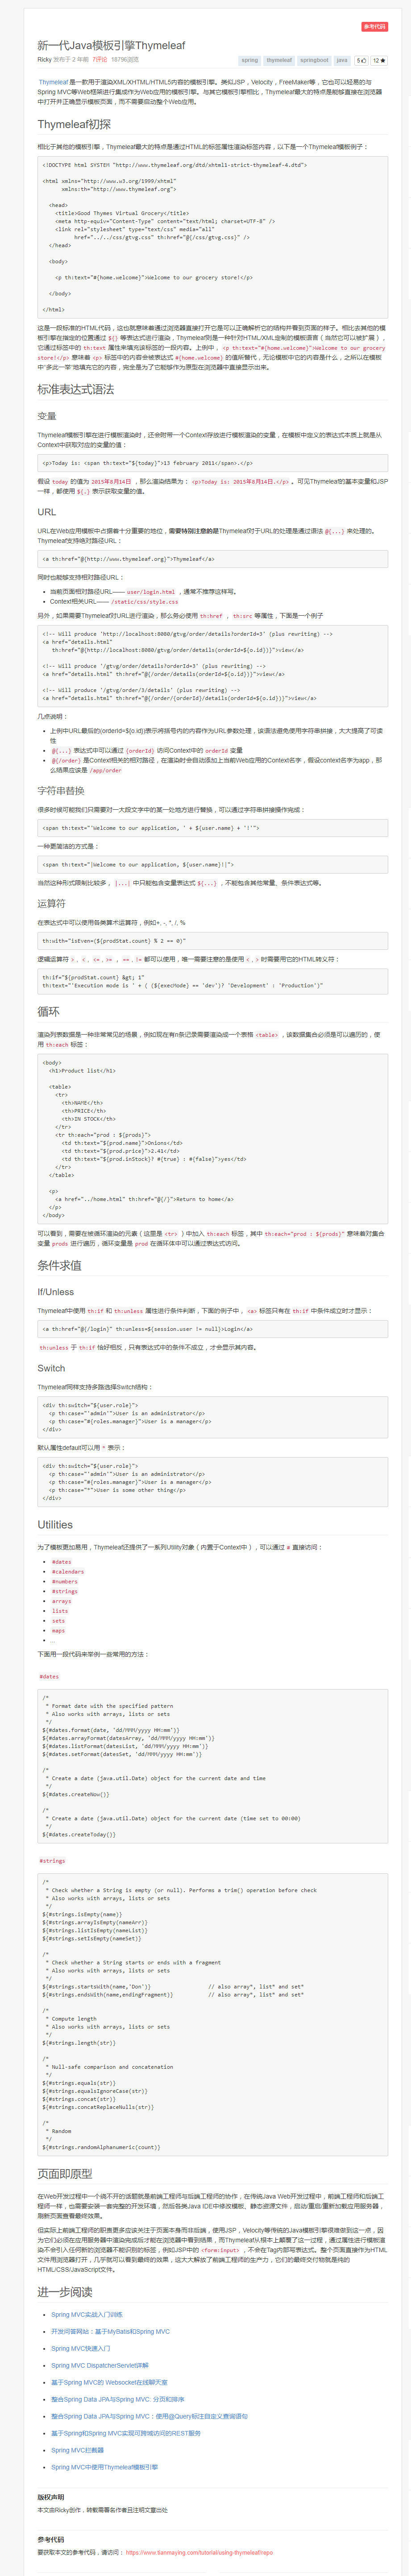 参考代码
新一代Java模板引擎Thymeleaf
Ricky 发布于 2 年前 7评论 18796浏览
spring thymeleaf springboot java 5 12
Thymeleaf 是一款用于渲染XML/XHTML/HTML5内容的模板引擎。类似JSP，Velocity，FreeMaker等，它也可以轻易的与
Spring MVC等Web框架进行集成作为Web应用的模板引擎。与其它模板引擎相比，Thymeleaf最大的特点是能够直接在浏览器
中打开并正确显示模板页面，而不需要启动整个Web应用。
Thymeleaf初探
相比于其他的模板引擎，Thymeleaf最大的特点是通过HTML的标签属性渲染标签内容，以下是一个Thymeleaf模板例子：
<!DOCTYPE html SYSTEM "http://www.thymeleaf.org/dtd/xhtml1-strict-thymeleaf-4.dtd">
<html xmlns="http://www.w3.org/1999/xhtml"
xmlns:th="http://www.thymeleaf.org">
<head>
<title>Good Thymes Virtual Grocery</title>
<meta http-equiv="Content-Type" content="text/html; charset=UTF-8" />
<link rel="stylesheet" type="text/css" media="all"
href="../../css/gtvg.css" th:href="@{/css/gtvg.css}" />
</head>
<body>
<p th:text="#{home.welcome}">Welcome to our grocery store!</p>
</body>
</html>
这是一段标准的HTML代码，这也就意味着通过浏览器直接打开它是可以正确解析它的结构并看到页面的样子。相比去其他的模
板引擎在指定的位置通过 ${} 等表达式进行渲染，Thymeleaf则是一种针对HTML/XML定制的模板语言（当然它可以被扩展），
它通过标签中的 th:text 属性来填充该标签的一段内容。上例中， <p th:text="#{home.welcome}">Welcome to our grocery
store!</p> 意味着 <p> 标签中的内容会被表达式 #{home.welcome} 的值所替代，无论模板中它的内容是什么，之所以在模板
中“多此一举“地填充它的内容，完全是为了它能够作为原型在浏览器中直接显示出来。
标准表达式语法
变量
Thymeleaf模板引擎在进行模板渲染时，还会附带一个Context存放进行模板渲染的变量，在模板中定义的表达式本质上就是从
Context中获取对应的变量的值：
<p>Today is: <span th:text="${today}">13 february 2011</span>.</p>
假设 today 的值为 2015年8月14日 ，那么渲染结果为： <p>Today is: 2015年8月14日.</p> 。可见Thymeleaf的基本变量和JSP
一样，都使用 ${.} 表示获取变量的值。
URL
URL在Web应用模板中占据着十分重要的地位，需要特别注意的是Thymeleaf对于URL的处理是通过语法 @{...} 来处理的。
Thymeleaf支持绝对路径URL：
<a th:href="@{http://www.thymeleaf.org}">Thymeleaf</a>
同时也能够支持相对路径URL：
当前页面相对路径URL—— user/login.html ，通常不推荐这样写。
Context相关URL—— /static/css/style.css
另外，如果需要Thymeleaf对URL进行渲染，那么务必使用 th:href ， th:src 等属性，下面是一个例子
<!-- Will produce 'http://localhost:8080/gtvg/order/details?orderId=3' (plus rewriting) -->
<a href="details.html"
th:href="@{http://localhost:8080/gtvg/order/details(orderId=${o.id})}">view</a>
<!-- Will produce '/gtvg/order/details?orderId=3' (plus rewriting) -->
<a href="details.html" th:href="@{/order/details(orderId=${o.id})}">view</a>
<!-- Will produce '/gtvg/order/3/details' (plus rewriting) -->
<a href="details.html" th:href="@{/order/{orderId}/details(orderId=${o.id})}">view</a>
几点说明：
上例中URL最后的(orderId=${o.id})表示将括号内的内容作为URL参数处理，该语法避免使用字符串拼接，大大提高了可读
性
@{...} 表达式中可以通过 {orderId} 访问Context中的 orderId 变量
@{/order} 是Context相关的相对路径，在渲染时会自动添加上当前Web应用的Context名字，假设context名字为app，那
么结果应该是 /app/order
字符串替换
很多时候可能我们只需要对一大段文字中的某一处地方进行替换，可以通过字符串拼接操作完成：
<span th:text="'Welcome to our application, ' + ${user.name} + '!'">
一种更简洁的方式是：
<span th:text="|Welcome to our application, ${user.name}!|">
当然这种形式限制比较多， |...| 中只能包含变量表达式 ${...} ，不能包含其他常量、条件表达式等。
运算符
在表达式中可以使用各类算术运算符，例如+, -, *, /, %
th:with="isEven=(${prodStat.count} % 2 == 0)"
逻辑运算符 > , < , <= , >= ， == , != 都可以使用，唯一需要注意的是使用 < , > 时需要用它的HTML转义符：
th:if="${prodStat.count} &gt; 1"
th:text="'Execution mode is ' + ( (${execMode} == 'dev')? 'Development' : 'Production')"
循环
渲染列表数据是一种非常常见的场景，例如现在有n条记录需要渲染成一个表格 <table> ，该数据集合必须是可以遍历的，使
用 th:each 标签：
<body>
<h1>Product list</h1>
<table>
<tr>
<th>NAME</th>
<th>PRICE</th>
<th>IN STOCK</th>
</tr>
<tr th:each="prod : ${prods}">
<td th:text="${prod.name}">Onions</td>
<td th:text="${prod.price}">2.41</td>
<td th:text="${prod.inStock}? #{true} : #{false}">yes</td>
</tr>
</table>
<p>
<a href="../home.html" th:href="@{/}">Return to home</a>
</p>
</body>
可以看到，需要在被循环渲染的元素（这里是 <tr> ）中加入 th:each 标签，其中 th:each="prod : ${prods}" 意味着对集合
变量 prods 进行遍历，循环变量是 prod 在循环体中可以通过表达式访问。
条件求值
If/Unless
Thymeleaf中使用 th:if 和 th:unless 属性进行条件判断，下面的例子中， <a> 标签只有在 th:if 中条件成立时才显示：
<a th:href="@{/login}" th:unless=${session.user != null}>Login</a>
th:unless 于 th:if 恰好相反，只有表达式中的条件不成立，才会显示其内容。
Switch
Thymeleaf同样支持多路选择Switch结构：
<div th:switch="${user.role}">
<p th:case="'admin'">User is an administrator</p>
<p th:case="#{roles.manager}">User is a manager</p>
</div>
默认属性default可以用 * 表示：
<div th:switch="${user.role}">
<p th:case="'admin'">User is an administrator</p>
<p th:case="#{roles.manager}">User is a manager</p>
<p th:case="*">User is some other thing</p>
</div>
Utilities
为了模板更加易用，Thymeleaf还提供了一系列Utility对象（内置于Context中），可以通过 # 直接访问：
#dates
#calendars
#numbers
#strings
arrays
lists
sets
maps
...
下面用一段代码来举例一些常用的方法：
#dates
/*
* Format date with the specified pattern
* Also works with arrays, lists or sets
*/
${#dates.format(date, 'dd/MMM/yyyy HH:mm')}
${#dates.arrayFormat(datesArray, 'dd/MMM/yyyy HH:mm')}
${#dates.listFormat(datesList, 'dd/MMM/yyyy HH:mm')}
${#dates.setFormat(datesSet, 'dd/MMM/yyyy HH:mm')}
/*
* Create a date (java.util.Date) object for the current date and time
*/
${#dates.createNow()}
/*
* Create a date (java.util.Date) object for the current date (time set to 00:00)
*/
${#dates.createToday()}
#strings
/*
* Check whether a String is empty (or null). Performs a trim() operation before check
* Also works with arrays, lists or sets
*/
${#strings.isEmpty(name)}
${#strings.arrayIsEmpty(nameArr)}
${#strings.listIsEmpty(nameList)}
${#strings.setIsEmpty(nameSet)}
/*
* Check whether a String starts or ends with a fragment
* Also works with arrays, lists or sets
*/
${#strings.startsWith(name,'Don')} // also array*, list* and set*
${#strings.endsWith(name,endingFragment)} // also array*, list* and set*
/*
* Compute length
* Also works with arrays, lists or sets
*/
${#strings.length(str)}
/*
* Null-safe comparison and concatenation
*/
${#strings.equals(str)}
${#strings.equalsIgnoreCase(str)}
${#strings.concat(str)}
${#strings.concatReplaceNulls(str)}
/*
* Random
*/
${#strings.randomAlphanumeric(count)}
页面即原型
在Web开发过程中一个绕不开的话题就是前端工程师与后端工程师的协作，在传统Java Web开发过程中，前端工程师和后端工
程师一样，也需要安装一套完整的开发环境，然后各类Java IDE中修改模板、静态资源文件，启动/重启/重新加载应用服务器，
刷新页面查看最终效果。
但实际上前端工程师的职责更多应该关注于页面本身而非后端，使用JSP，Velocity等传统的Java模板引擎很难做到这一点，因
为它们必须在应用服务器中渲染完成后才能在浏览器中看到结果，而Thymeleaf从根本上颠覆了这一过程，通过属性进行模板渲
染不会引入任何新的浏览器不能识别的标签，例如JSP中的 <form:input> ，不会在Tag内部写表达式。整个页面直接作为HTML
文件用浏览器打开，几乎就可以看到最终的效果，这大大解放了前端工程师的生产力，它们的最终交付物就是纯的
HTML/CSS/JavaScript文件。
进一步阅读
Spring MVC实战入门训练
开发问答网站：基于MyBatis和Spring MVC
Spring MVC快速入门
Spring MVC DispatcherServlet详解
基于Spring MVC的 Websocket在线聊天室
整合Spring Data JPA与Spring MVC: 分页和排序
整合Spring Data JPA与Spring MVC：使用@Query标注自定义查询语句
基于Spring和Spring MVC实现可跨域访问的REST服务
Spring MVC拦截器
Spring MVC中使用Thymeleaf模板引擎
版权声明
本文由Ricky创作，转载需署名作者且注明文章出处
参考代码
要获取本文的参考代码，请访问： https://www.tianmaying.com/tutorial/using-thymeleaf/repo